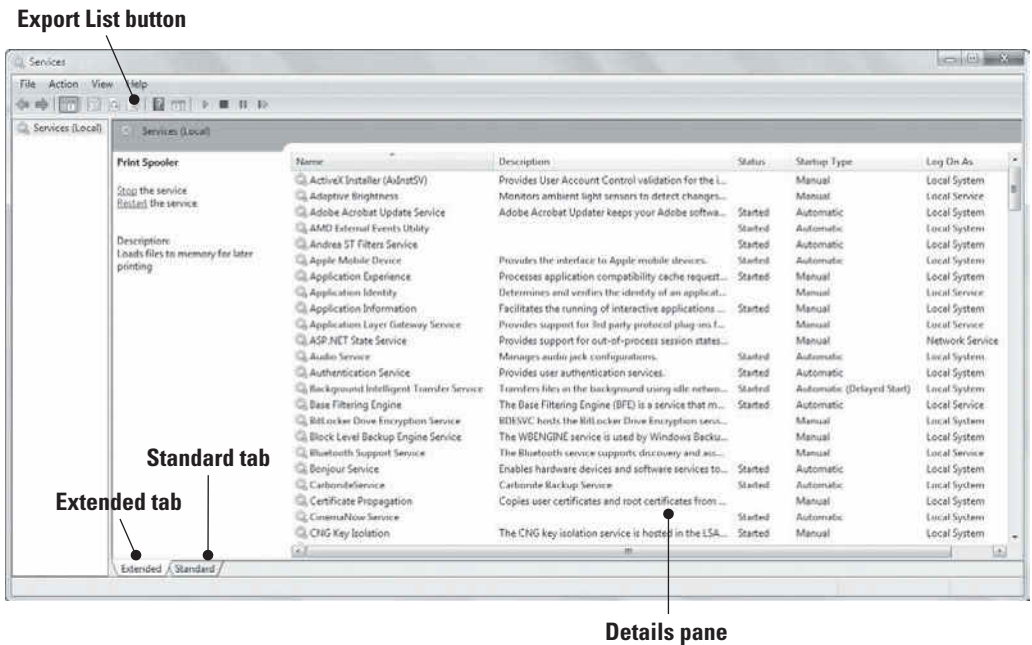 Export List button
Services
File Action View Help
Services (Local)
Services (Local)
Print Spooler
Stop the service
Restart the service
Description:
Loads files to memory for later
printing
Name Description Status Startup Type Log On As
ActiveX Installer (AxInstSV) Provides User Account Control validation for the i... Manual Local System
Adaptive Brightness Monitors ambient light sensors to detect changes... Manual Local Service
Adobe Acrobat Update Service Adobe Acrobat Updater keeps your Adobe softwa... Started Automatic Local System
AMD External Events Utility Started Automatic Local System
Andrea ST Filters Service Started Automatic Local System
Apple Mobile Device Provides the interface to Apple mobile devices. Started Automatic Local System
Application Experience Processes application compatibility cache request... Started Manual Local System
Application Identity Determines and verifies the identity of an applicat... Manual Local Service
Application Information Facilitates the running of interactive applications ... Started Manual Local System
Application Layer Gateway Service Provides support for 3rd party protocol plug-ins f... Manual Local Service
ASP.NET State Service Provides support for out-of-process session states... Manual Network Service
Audio Service Manages audio jack configurations. Started Automatic Local System
Authentication Service Provides user authentication services. Started Automatic Local System
Background Intelligent Transfer Service Transfers files in the background using idle netwo... Started Automatic (Delayed Start) Local System
Base Filtering Engine The Base Filtering Engine (BFE) is a service that m... Started Automatic Local Service
BitLocker Drive Encryption Service BDESVC hosts the BitLocker Drive Encryption servi... Manual Local System
Block Level Backup Engine Service The WBENGINE service is used by Windows Backu... Manual Local System
Bluetooth Support Service The Bluetooth service supports discovery and ass... Manual Local Service
Bonjour Service Enables hardware devices and software services to... Started Automatic Local System
CarboniteService Carbonite Backup Service Started Automatic Local System
Certificate Propagation Copies user certificates and root certificates from ... Manual Local System
CinemaNow Service Started Automatic Local System
CNG Key Isolation The CNG key isolation service is hosted in the LSA... Started Manual Local System
Standard tab
Extended tab
Extended Standard
Details pane